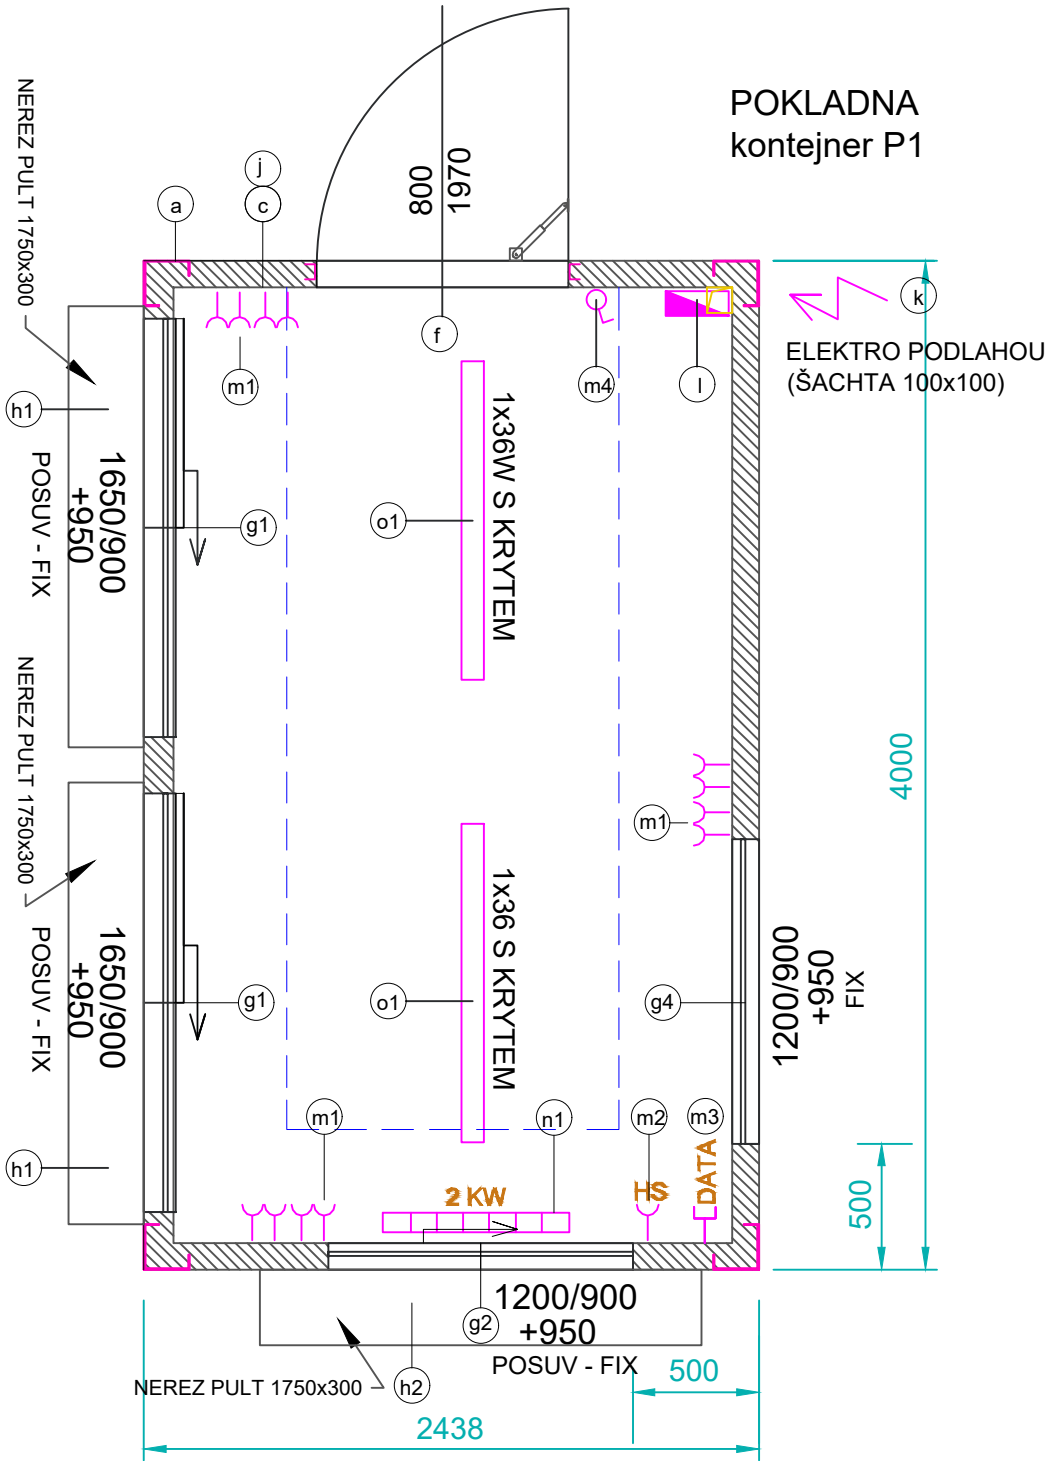 POKLADNA
kontejner P1
NEREZ PULT 1750x300
j
a
c
800
1970
k
f
ELEKTRO PODLAHOU
(ŠACHTA 100x100)
m1
m4
l
h1
1650/900
+950
POSUV - FIX
g1
o1
1x36W S KRYTEM
NEREZ PULT 1750x300
4000
m1
1650/900
+950
POSUV - FIX
g1
o1
1x36 S KRYTEM
g4
1200/900
+950
FIX
h1
m1
n1
m2
m3
2 KW
HS
DATA
500
1200/900
+950
POSUV - FIX
g2
NEREZ PULT 1750x300
h2
500
2438